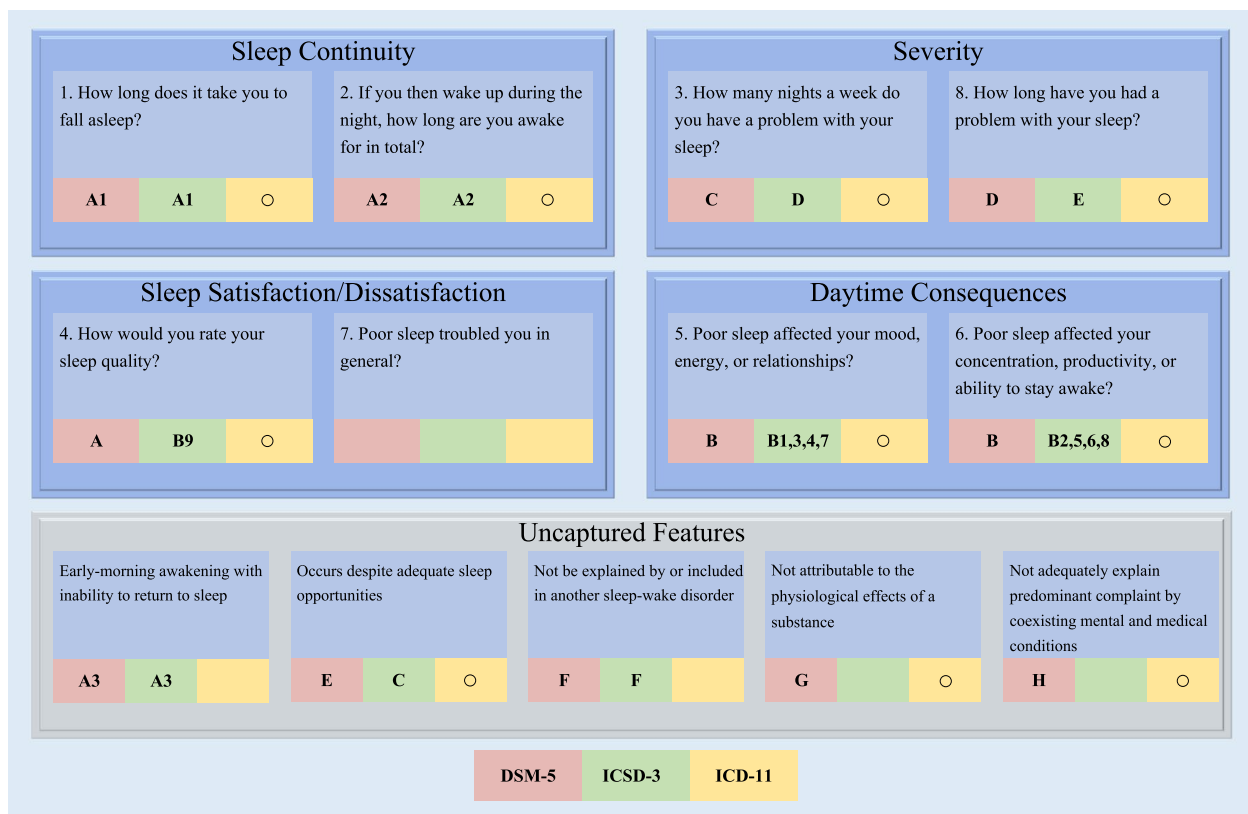 Sleep Continuity
1. How long does it take you to
fall asleep?
A1 A1 ○
2. If you then wake up during the
night, how long are you awake
for in total?
A2 A2 ○
Severity
3. How many nights a week do
you have a problem with your
sleep?
C D ○
8. How long have you had a
problem with your sleep?
D E ○
Sleep Satisfaction/Dissatisfaction
4. How would you rate your
sleep quality?
A B9 ○
7. Poor sleep troubled you in
general?
Daytime Consequences
5. Poor sleep affected your mood,
energy, or relationships?
B B1,3,4,7 ○
6. Poor sleep affected your
concentration, productivity, or
ability to stay awake?
B B2,5,6,8 ○
Uncaptured Features
Early-morning awakening with
inability to return to sleep
A3 A3
Occurs despite adequate sleep
opportunities
E C ○
Not be explained by or included
in another sleep-wake disorder
F F
Not attributable to the
physiological effects of a
substance
G ○
Not adequately explain
predominant complaint by
coexisting mental and medical
conditions
H ○
DSM-5 ICSD-3 ICD-11